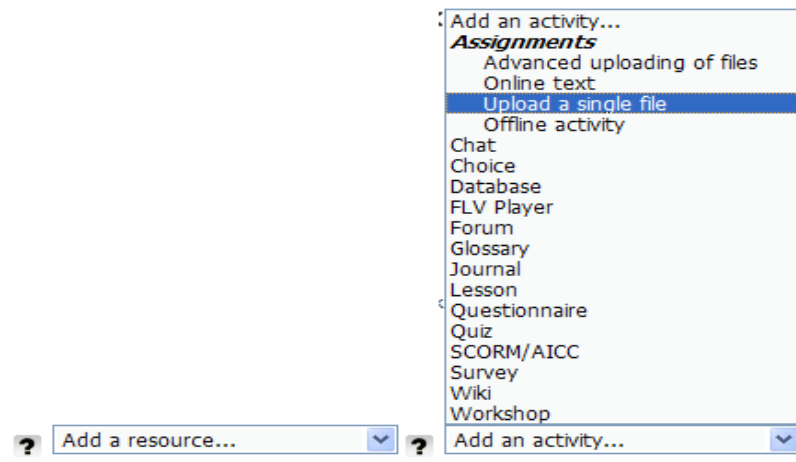 Add an activity...
Assignments
Advanced uploading of files
Online text
Upload a single file
Offline activity
Chat
Choice
Database
FLV Player
Forum
Glossary
Journal
Lesson
Questionnaire
Quiz
SCORM/AICC
Survey
Wiki
Workshop
? Add a resource... ? Add an activity...